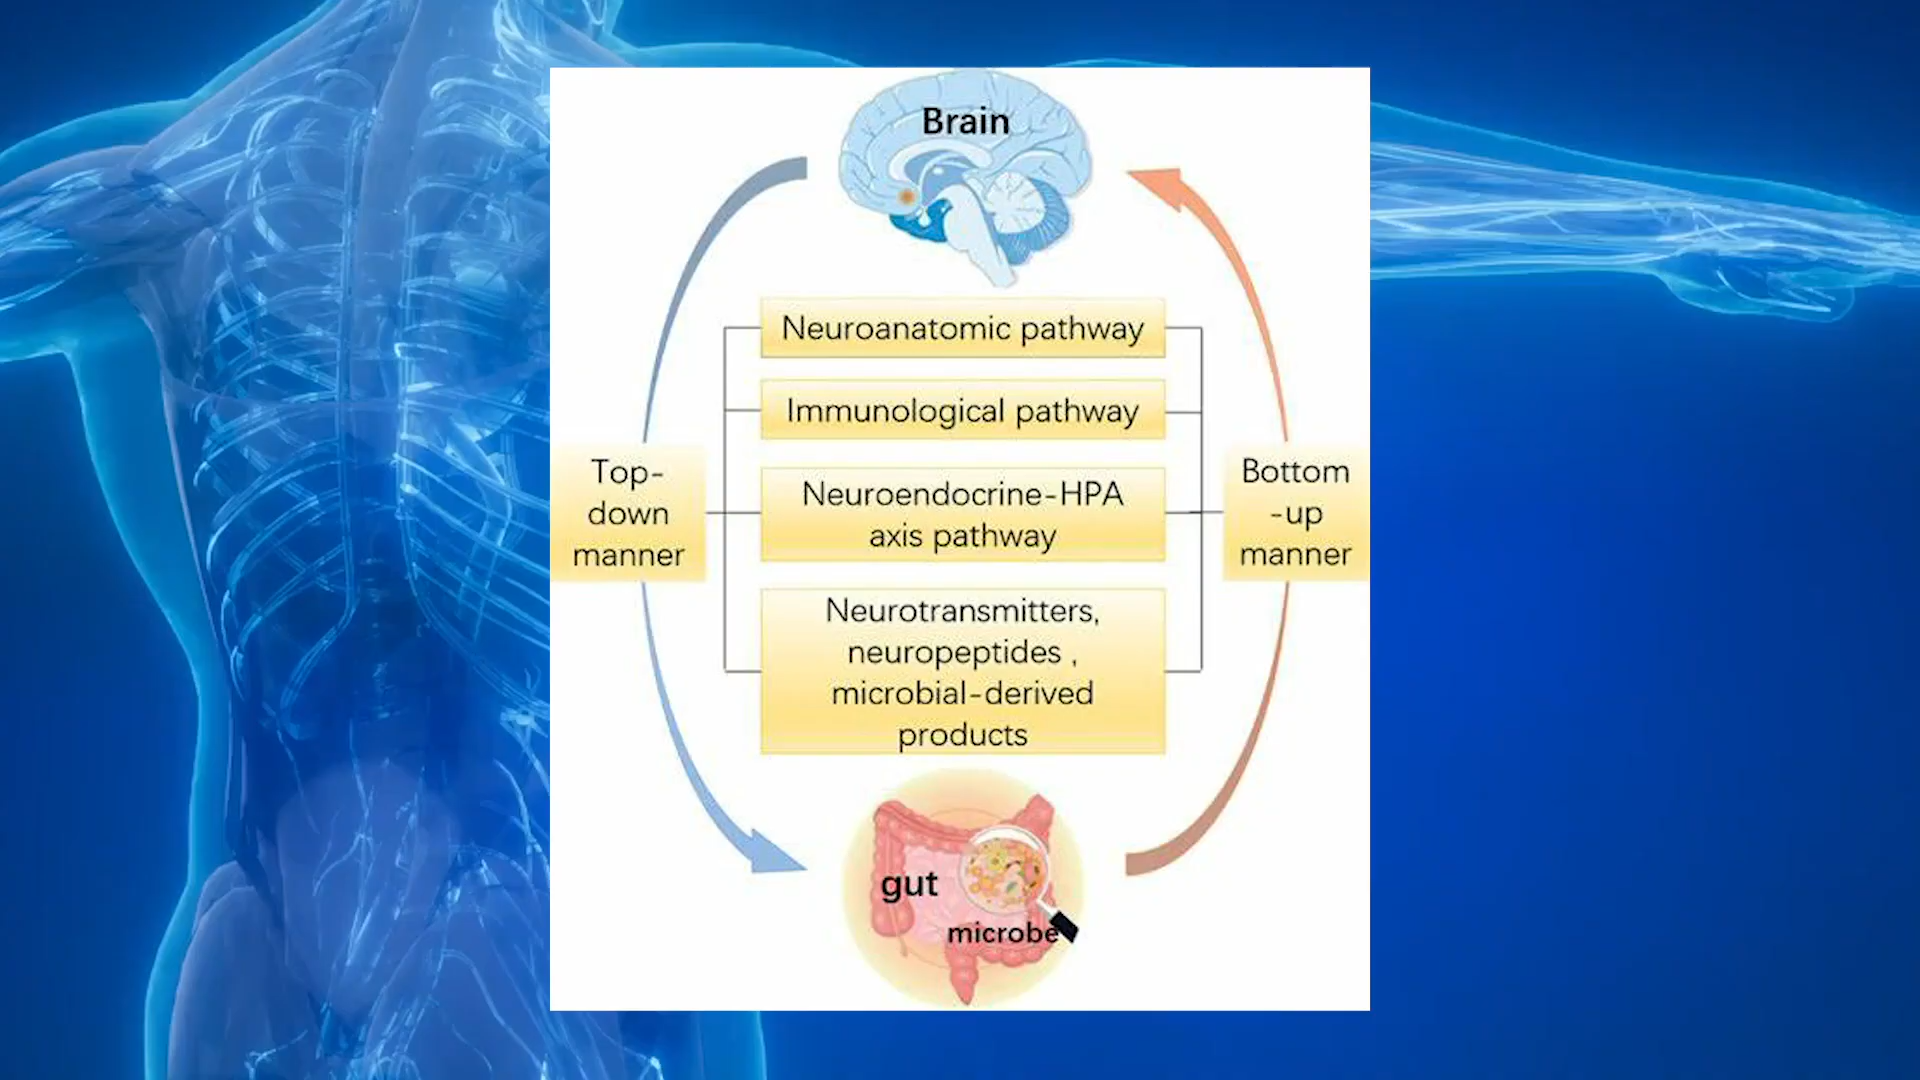 Brain
Neuroanatomic pathway
Immunological pathway
Top-
down
manner
Neuroendocrine-HPA
axis pathway
Bottom
-up
manner
Neurotransmitters,
neuropeptides ,
microbial-derived
products
gut
microbe